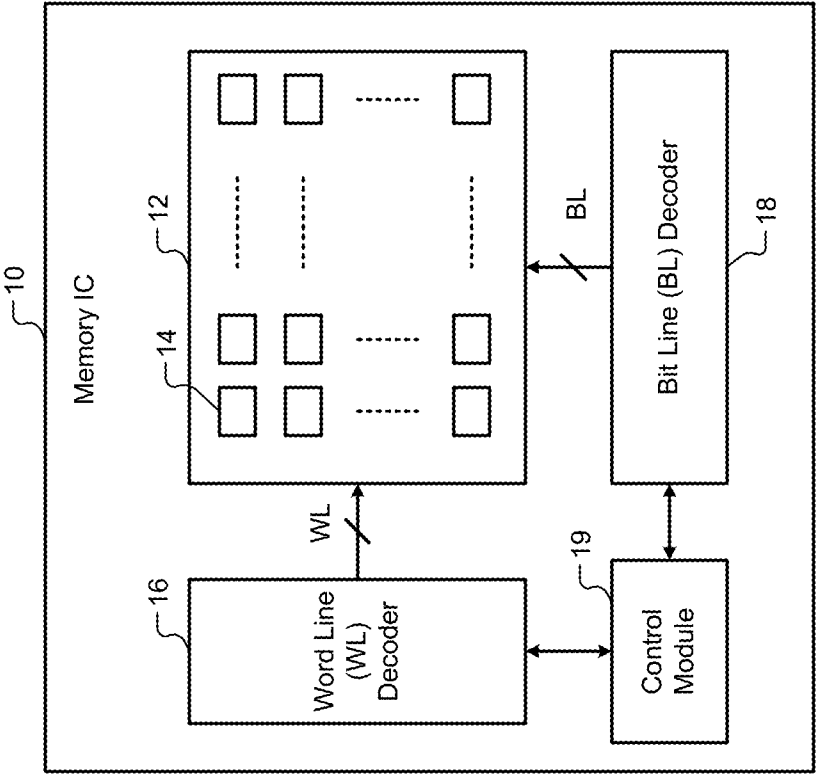 10
Memory IC
12
14
16
Word Line
(WL)
Decoder
WL
BL
19
Control
Module
Bit Line (BL) Decoder
18